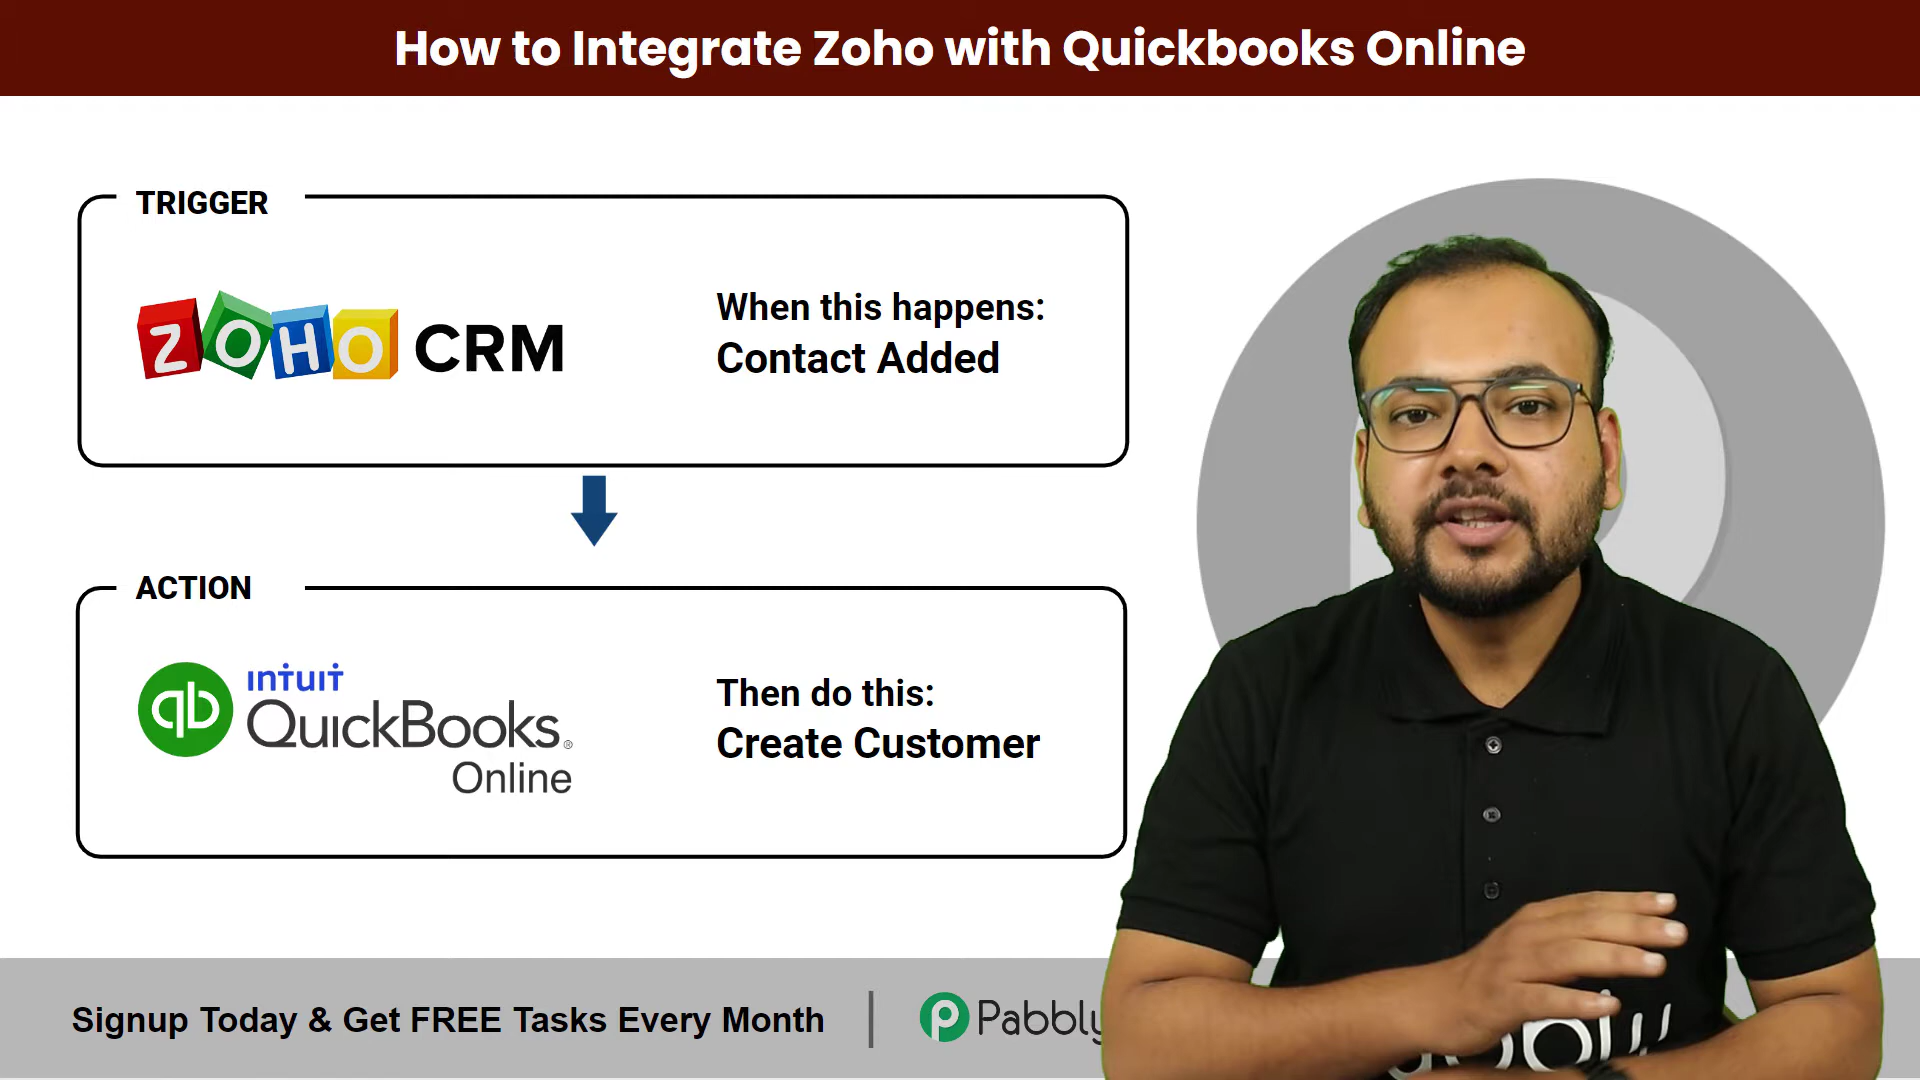 How to Integrate Zoho with Quickbooks Online
TRIGGER
ZOHO CRM
When this happens:
Contact Added
ACTION
qb
intuit
QuickBooks®
Online
Then do this:
Create Customer
Signup Today & Get FREE Tasks Every Month
Pabbly